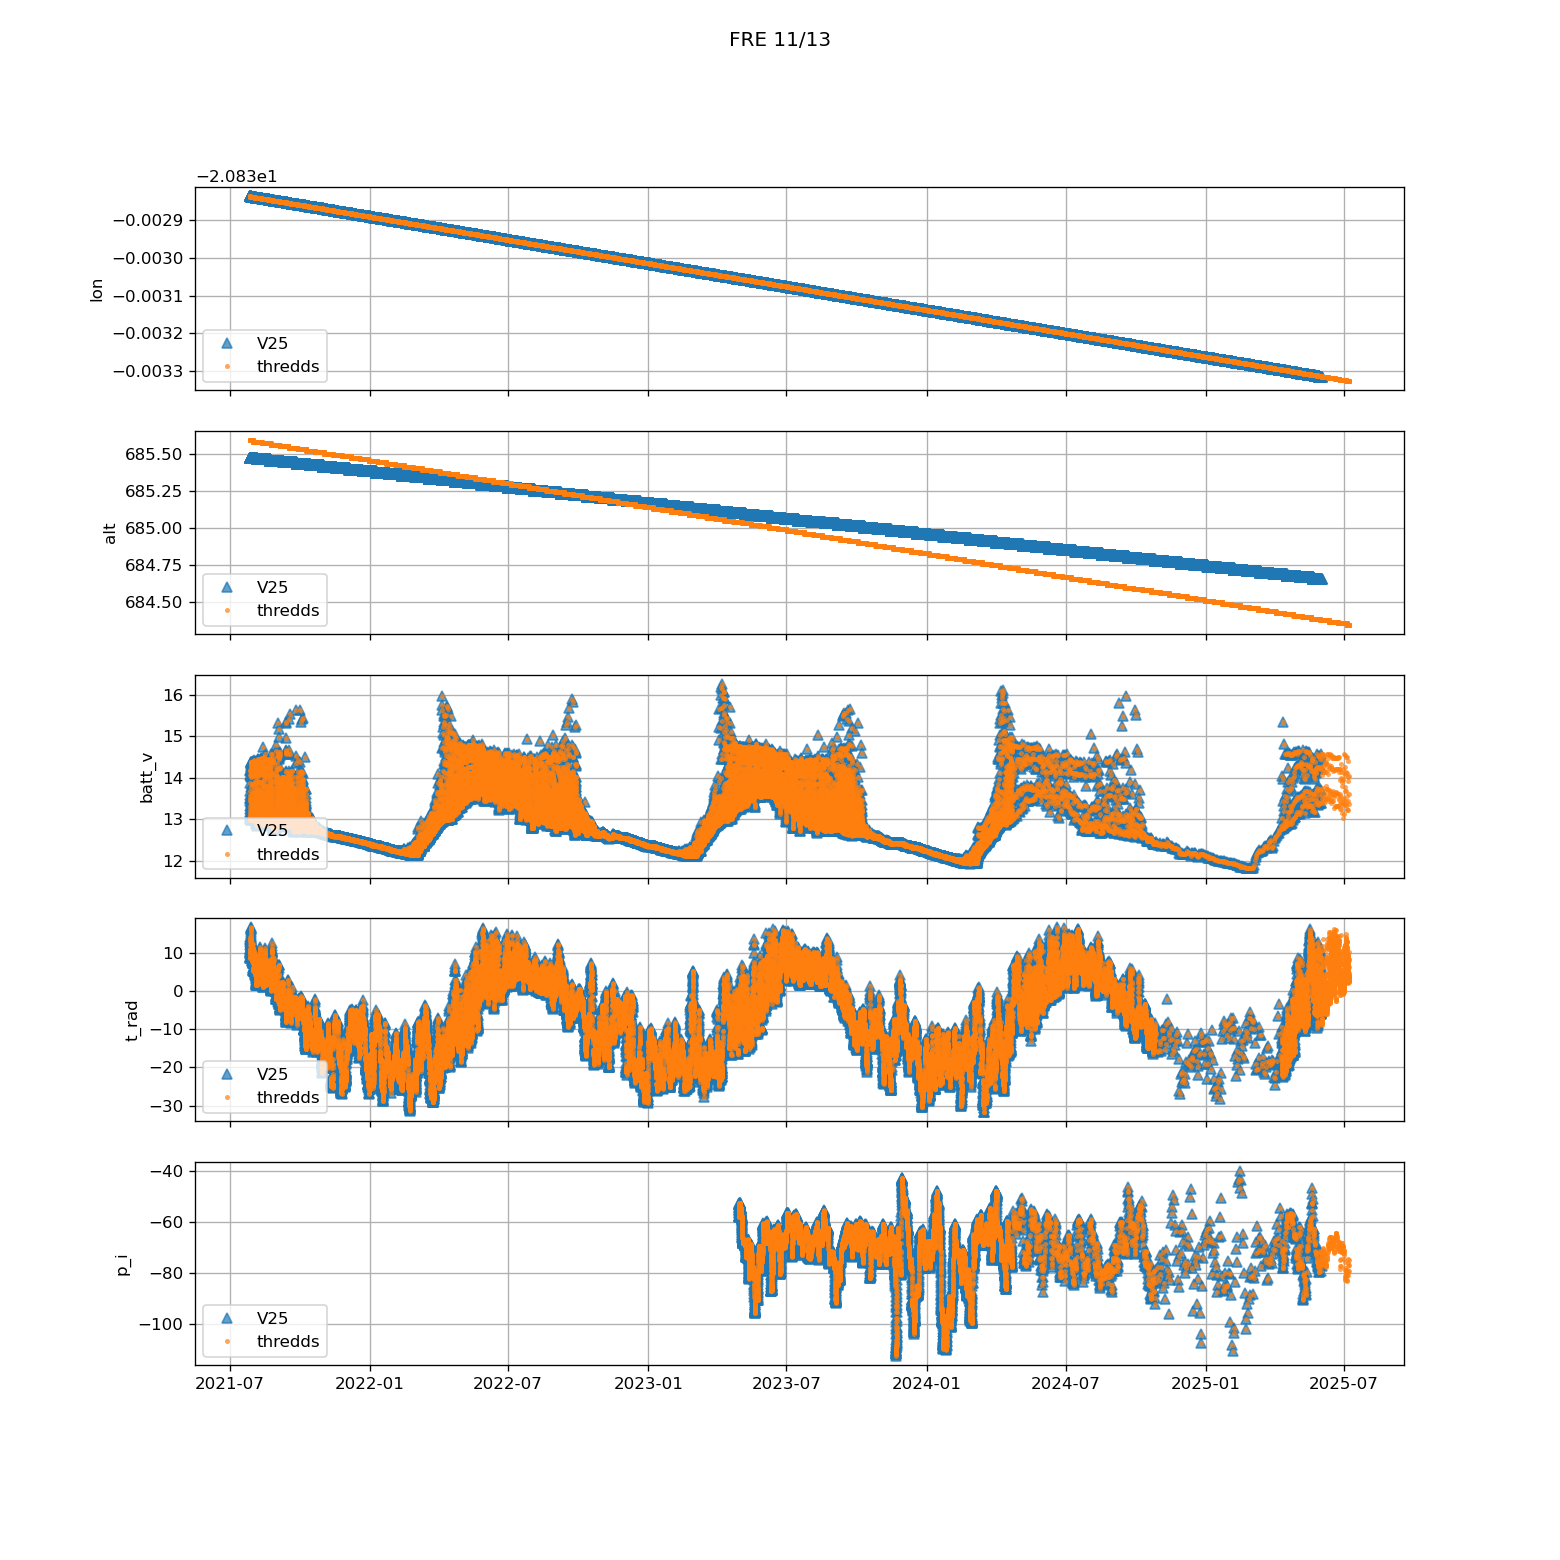 FRE 11/13
−2.083e1
−0.0029
−0.0030
−0.0031
−0.0032
−0.0033
lon
V25
thredds
685.50
685.25
685.00
684.75
684.50
alt
V25
thredds
16
15
14
13
12
batt_v
V25
thredds
10
0
−10
−20
−30
t_rad
V25
thredds
−40
−60
−80
−100
p_i
V25
thredds
2021-07 2022-01 2022-07 2023-01 2023-07 2024-01 2024-07 2025-01 2025-07